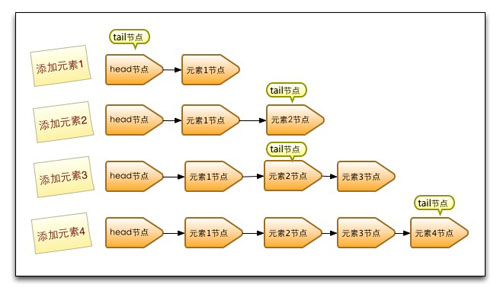 tail节点
添加元素1
head节点
元素1节点
tail节点
添加元素2
head节点
元素1节点
元素2节点
tail节点
添加元素3
head节点
元素1节点
元素2节点
元素3节点
tail节点
添加元素4
head节点
元素1节点
元素2节点
元素3节点
元素4节点